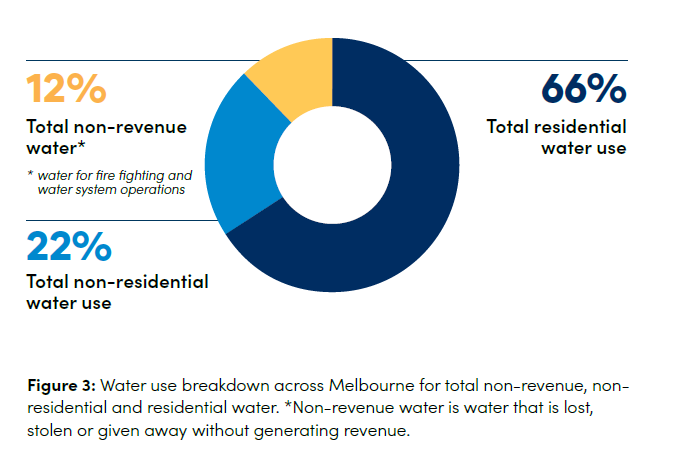 12%
Total non-revenue
water*
* water for fire fighting and
water system operations
22%
Total non-residential
water use
66%
Total residential
water use
Figure 3: Water use breakdown across Melbourne for total non-revenue, non-
residential and residential water. *Non-revenue water is water that is lost,
stolen or given away without generating revenue.